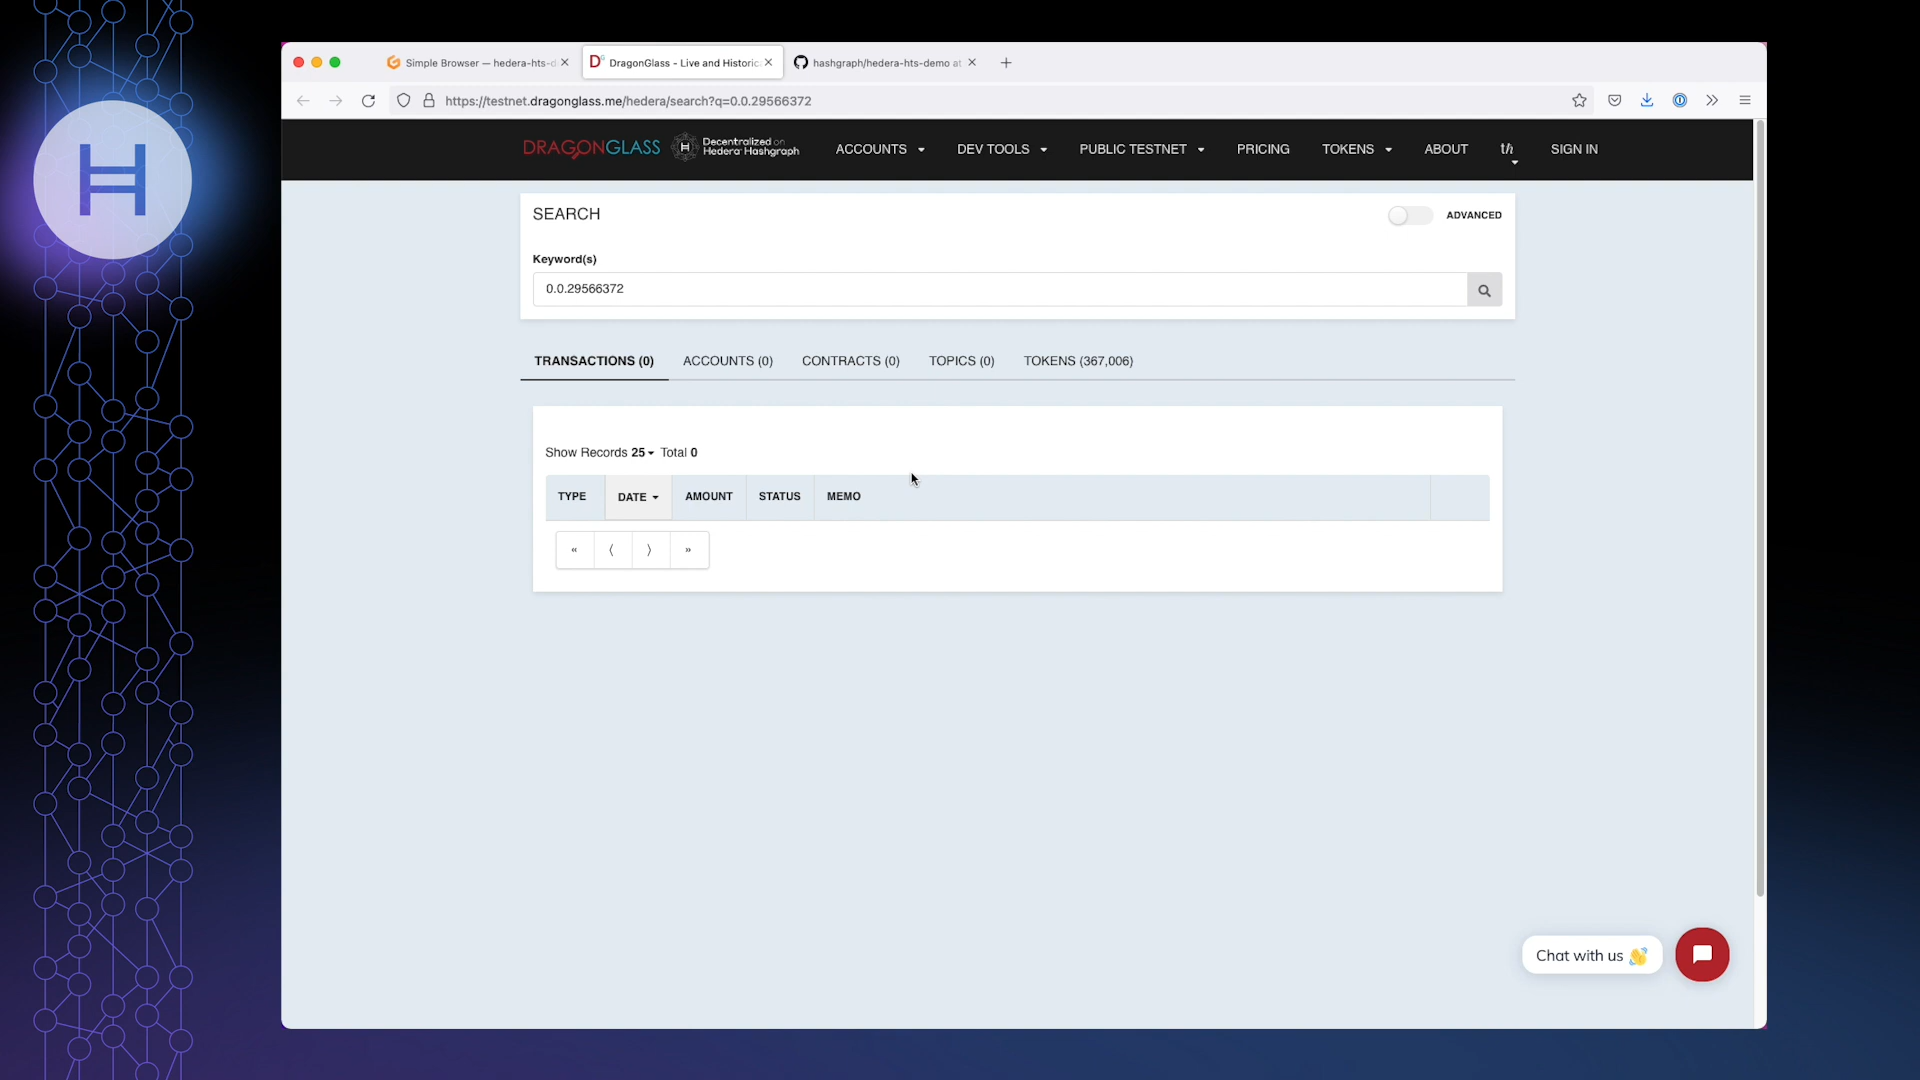 Simple Browser — hedera-hts-d
DragonGlass - Live and Historic
hashgraph/hedera-hts-demo at
https://testnet.dragonglass.me/hedera/search?q=0.0.29566372
DRAGONGLASS
Decentralized on
Hedera Hashgraph
ACCOUNTS
DEV TOOLS
PUBLIC TESTNET
PRICING
TOKENS
ABOUT
tℏ
SIGN IN
SEARCH
ADVANCED
Keyword(s)
0.0.29566372
TRANSACTIONS (0)
ACCOUNTS (0)
CONTRACTS (0)
TOPICS (0)
TOKENS (367,006)
Show Records 25 Total 0
TYPE
DATE
AMOUNT
STATUS
MEMO
« ⟨ ⟩ »
Chat with us 👋